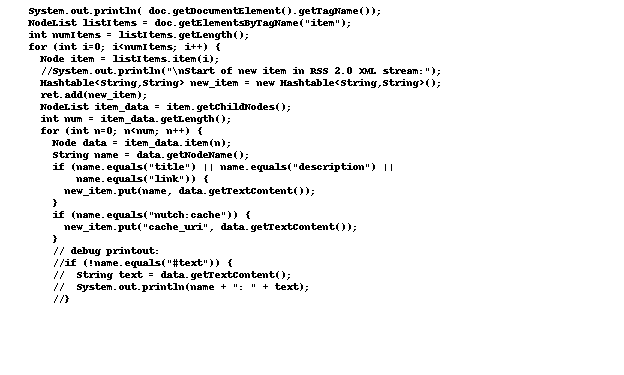 System.out.println( doc.getDocumentElement().getTagName());
NodeList listItems = doc.getElementsByTagName("item");
int numItems = listItems.getLength();
for (int i=0; i<numItems; i++) {
  Node item = listItems.item(i);
  //System.out.println("\nStart of new item in RSS 2.0 XML stream:");
  Hashtable<String,String> new_item = new Hashtable<String,String>();
  ret.add(new_item);
  NodeList item_data = item.getChildNodes();
  int num = item_data.getLength();
  for (int n=0; n<num; n++) {
    Node data = item_data.item(n);
    String name = data.getNodeName();
    if (name.equals("title") || name.equals("description") ||
        name.equals("link")) {
      new_item.put(name, data.getTextContent());
    }
    if (name.equals("nutch:cache")) {
      new_item.put("cache_uri", data.getTextContent());
    }
    // debug printout:
    //if (!name.equals("#text")) {
    //  String text = data.getTextContent();
    //  System.out.println(name + ": " + text);
    //}